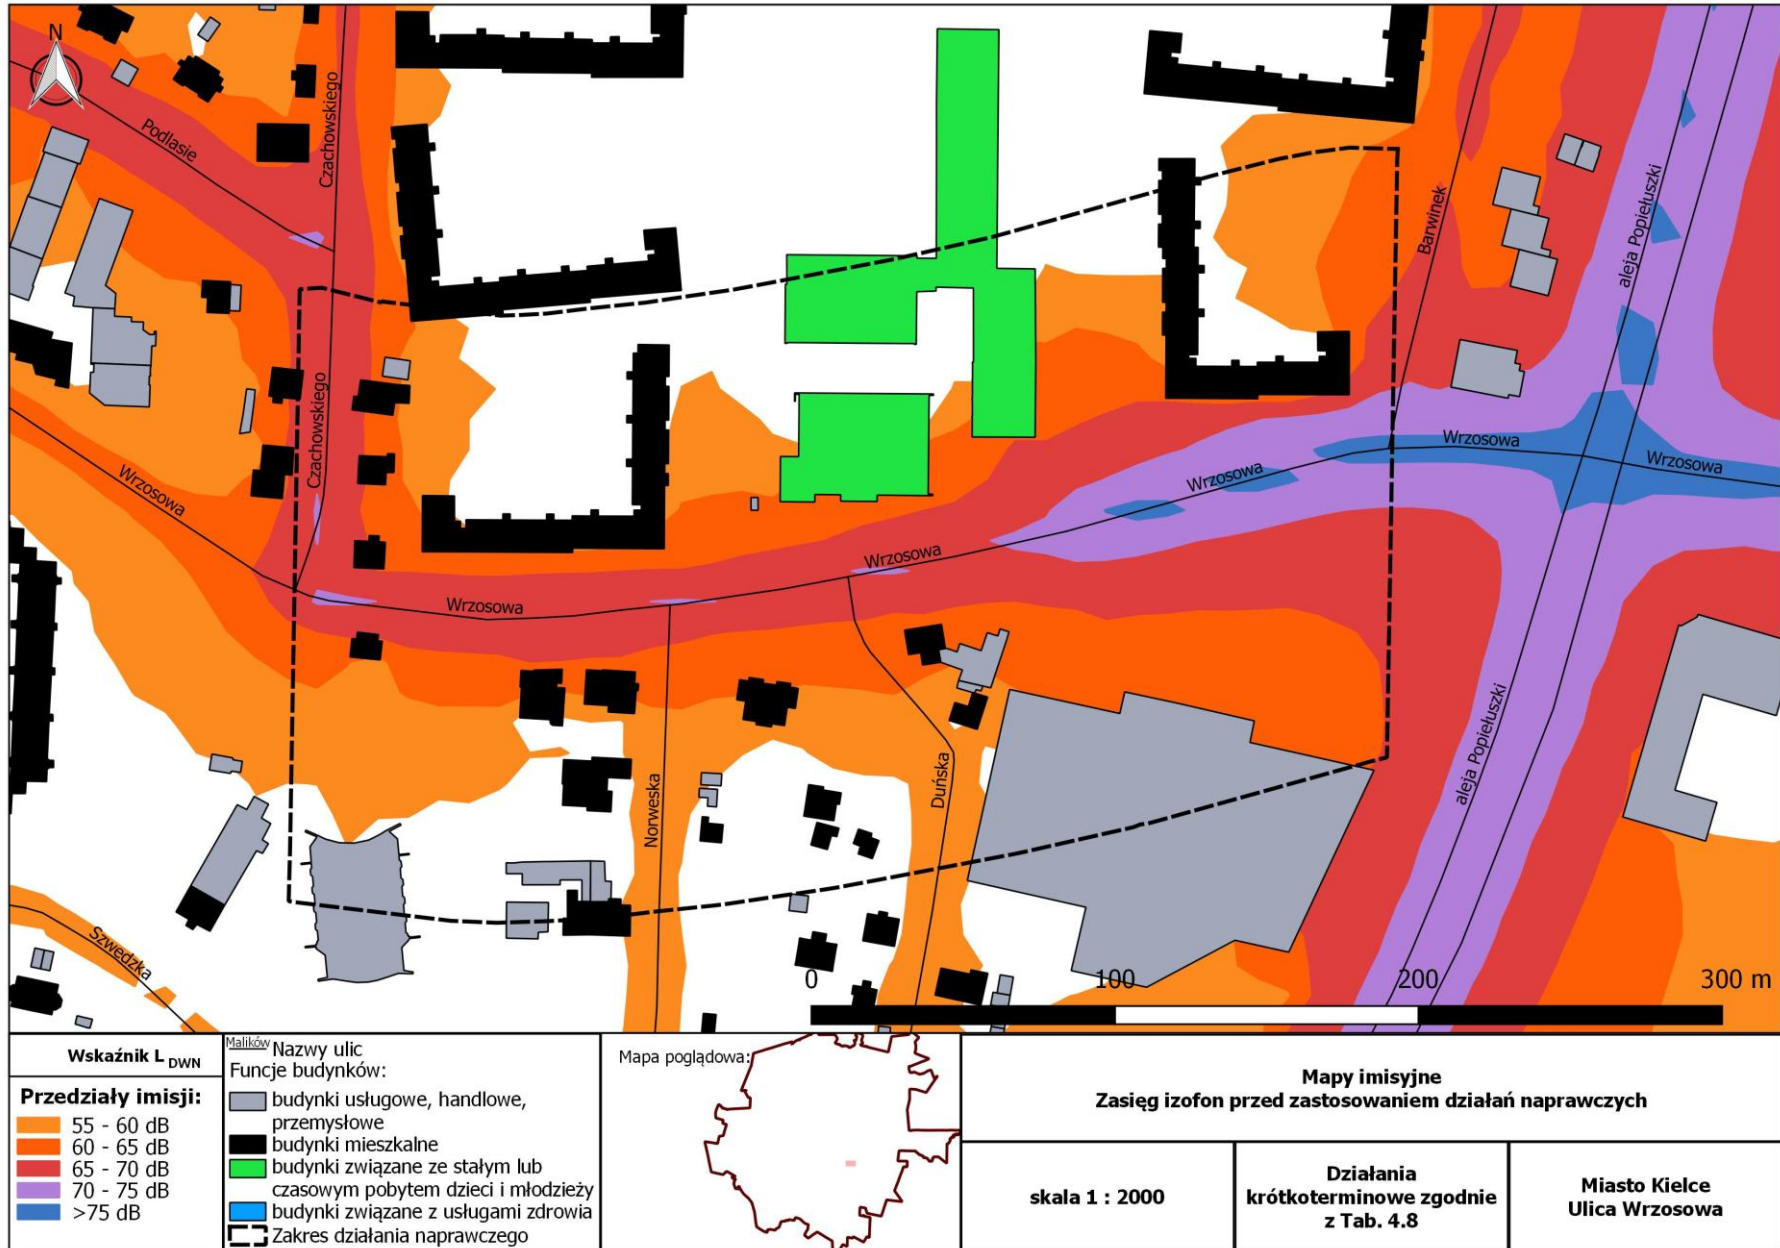 N
Podlasie
Czachowskiego
Barwinek
aleja Popiełuszki
Czachowskiego
Wrzosowa
Wrzosowa
Wrzosowa
Wrzosowa
Wrzosowa
Wrzosowa
aleja Popiełuszki
Norweska
Duńska
Szwedzka
0 100 200 300 m
Wskaźnik L DWN
Przedziały imisji:
55 - 60 dB
60 - 65 dB
65 - 70 dB
70 - 75 dB
>75 dB
Malików Nazwy ulic
Funcje budynków:
budynki usługowe, handlowe,
przemysłowe
budynki mieszkalne
budynki związane ze stałym lub
czasowym pobytem dzieci i młodzieży
budynki związane z usługami zdrowia
Zakres działania naprawczego
Mapa poglądowa:
Mapy imisyjne
Zasięg izofon przed zastosowaniem działań naprawczych
skala 1 : 2000
Działania
krótkoterminowe zgodnie
z Tab. 4.8
Miasto Kielce
Ulica Wrzosowa